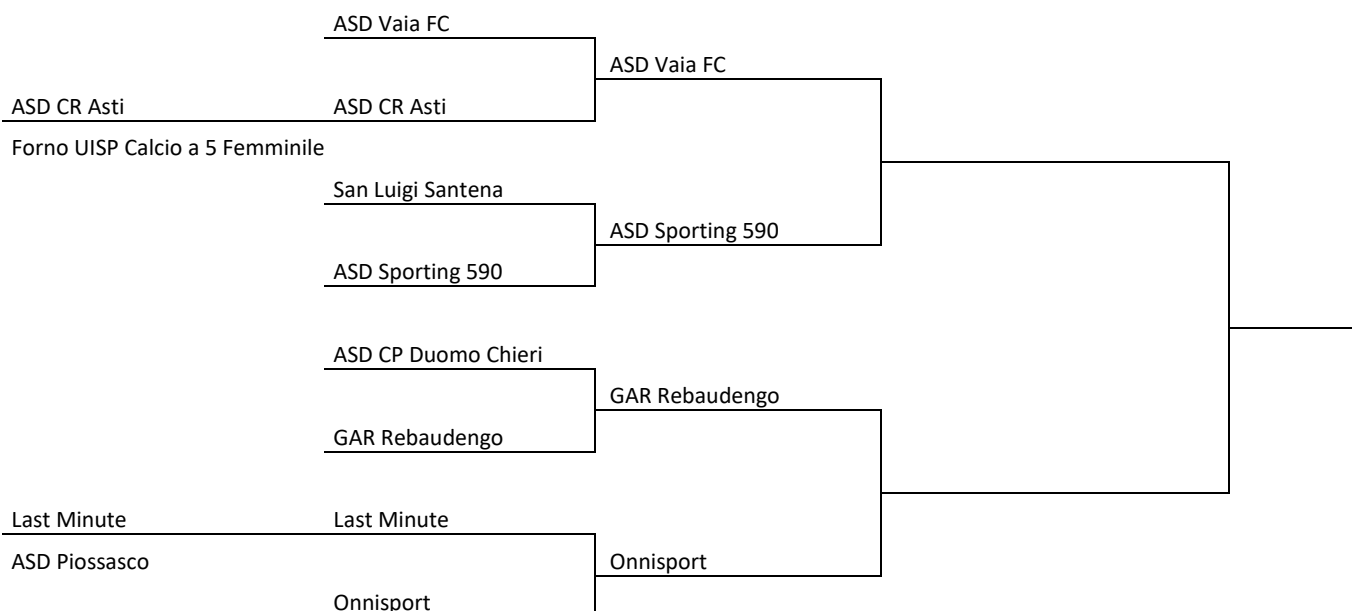 ASD Vaia FC
ASD Vaia FC
ASD CR Asti
ASD CR Asti
Forno UISP Calcio a 5 Femminile
San Luigi Santena
ASD Sporting 590
ASD Sporting 590
ASD CP Duomo Chieri
GAR Rebaudengo
GAR Rebaudengo
Last Minute
Last Minute
ASD Piossasco
Onnisport
Onnisport